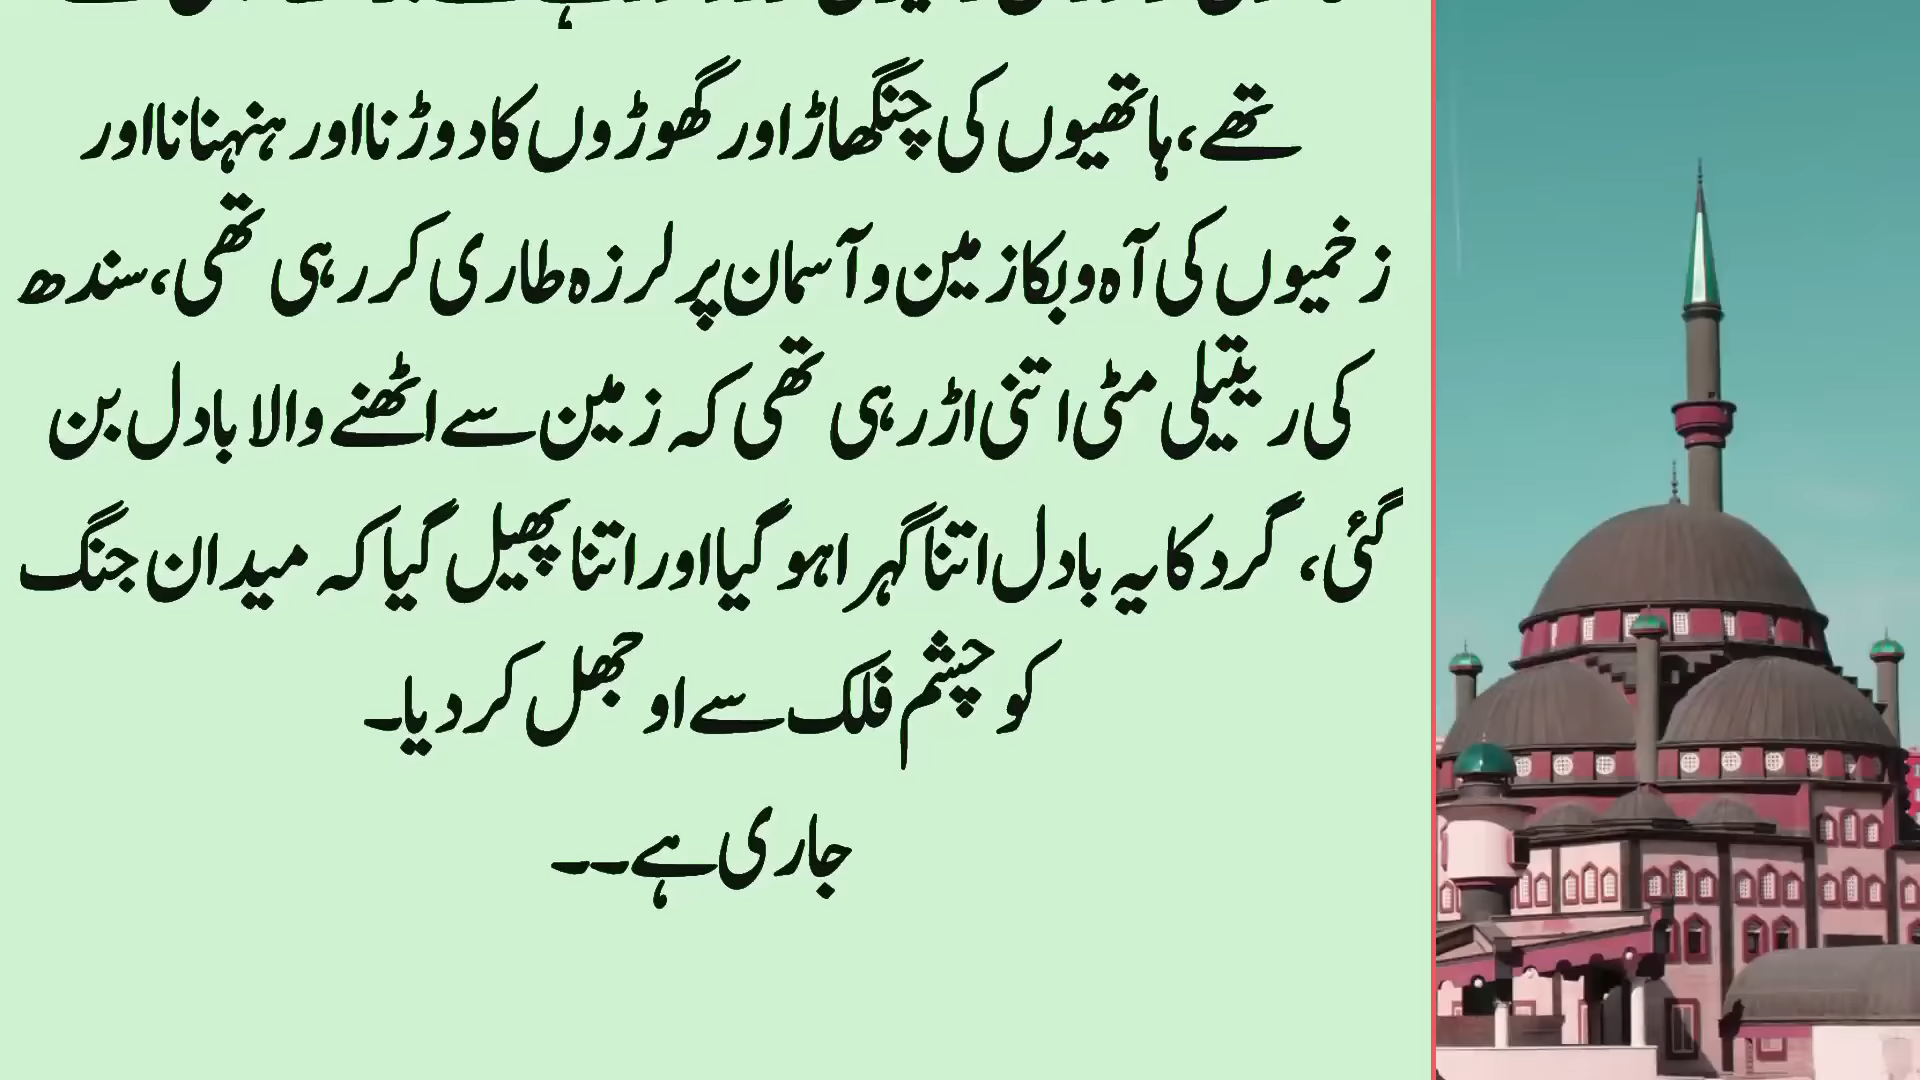 تھے، ہاتھیوں کی چنگھاڑ اور گھوڑوں کا دوڑنا اور ہنہنانا اور
زخمیوں کی آہ و بکا زمین و آسمان پر لرزہ طاری کر رہی تھی، سندھ
کی ریتیلی مٹی اتنی اڑ رہی تھی کہ زمین سے اٹھنے والا بادل بن
گئی، گرد کا یہ بادل اتنا گہرا ہو گیا اور اتنا پھیل گیا کہ میدان جنگ
کو چشم فلک سے اوجھل کر دیا۔
جاری ہے۔۔